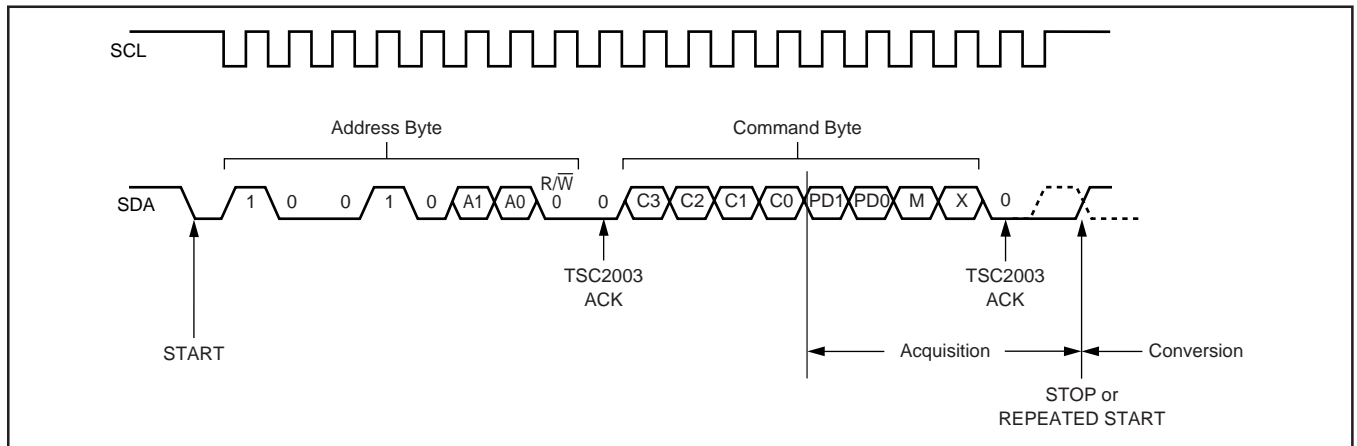 SCL
Address Byte
Command Byte
SDA
1 0 0 1 0 A1 A0 R/W̅ 0 0 C3 C2 C1 C0 PD1 PD0 M X 0
TSC2003
ACK
TSC2003
ACK
START
Acquisition
Conversion
STOP or
REPEATED START